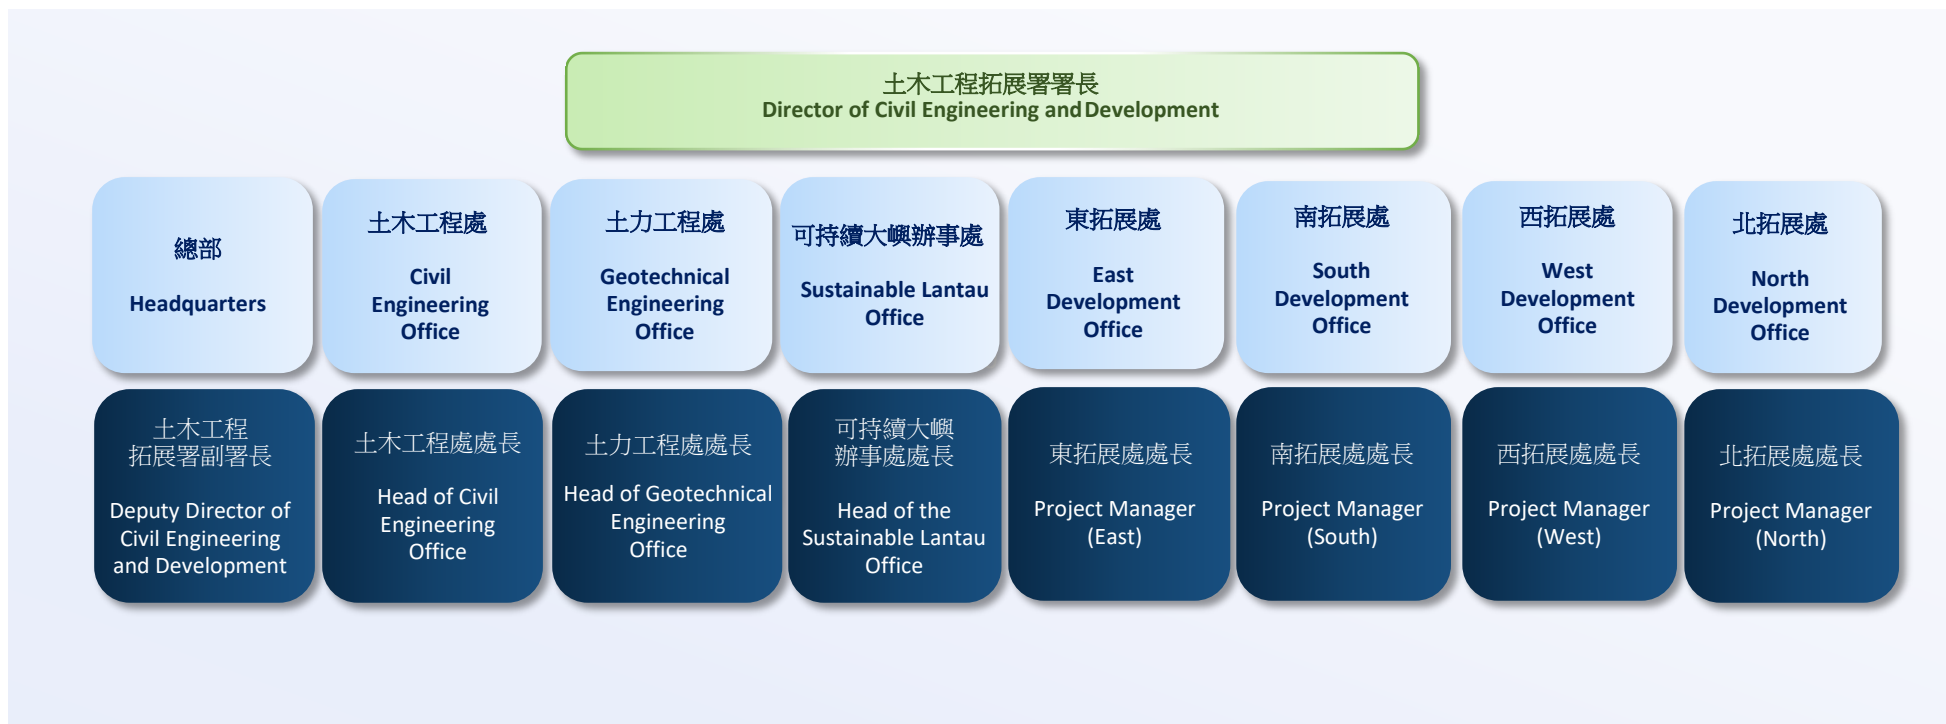 土木工程拓展署署長
Director of Civil Engineering and Development
總部
Headquarters
土木工程處
Civil
Engineering
Office
土力工程處
Geotechnical
Engineering
Office
可持續大嶼辦事處
Sustainable Lantau
Office
東拓展處
East
Development
Office
南拓展處
South
Development
Office
西拓展處
West
Development
Office
北拓展處
North
Development
Office
土木工程
拓展署副署長
Deputy Director of
Civil Engineering
and Development
土木工程處處長
Head of Civil
Engineering
Office
土力工程處處長
Head of Geotechnical
Engineering
Office
可持續大嶼
辦事處處長
Head of the
Sustainable Lantau
Office
東拓展處處長
Project Manager
(East)
南拓展處處長
Project Manager
(South)
西拓展處處長
Project Manager
(West)
北拓展處處長
Project Manager
(North)